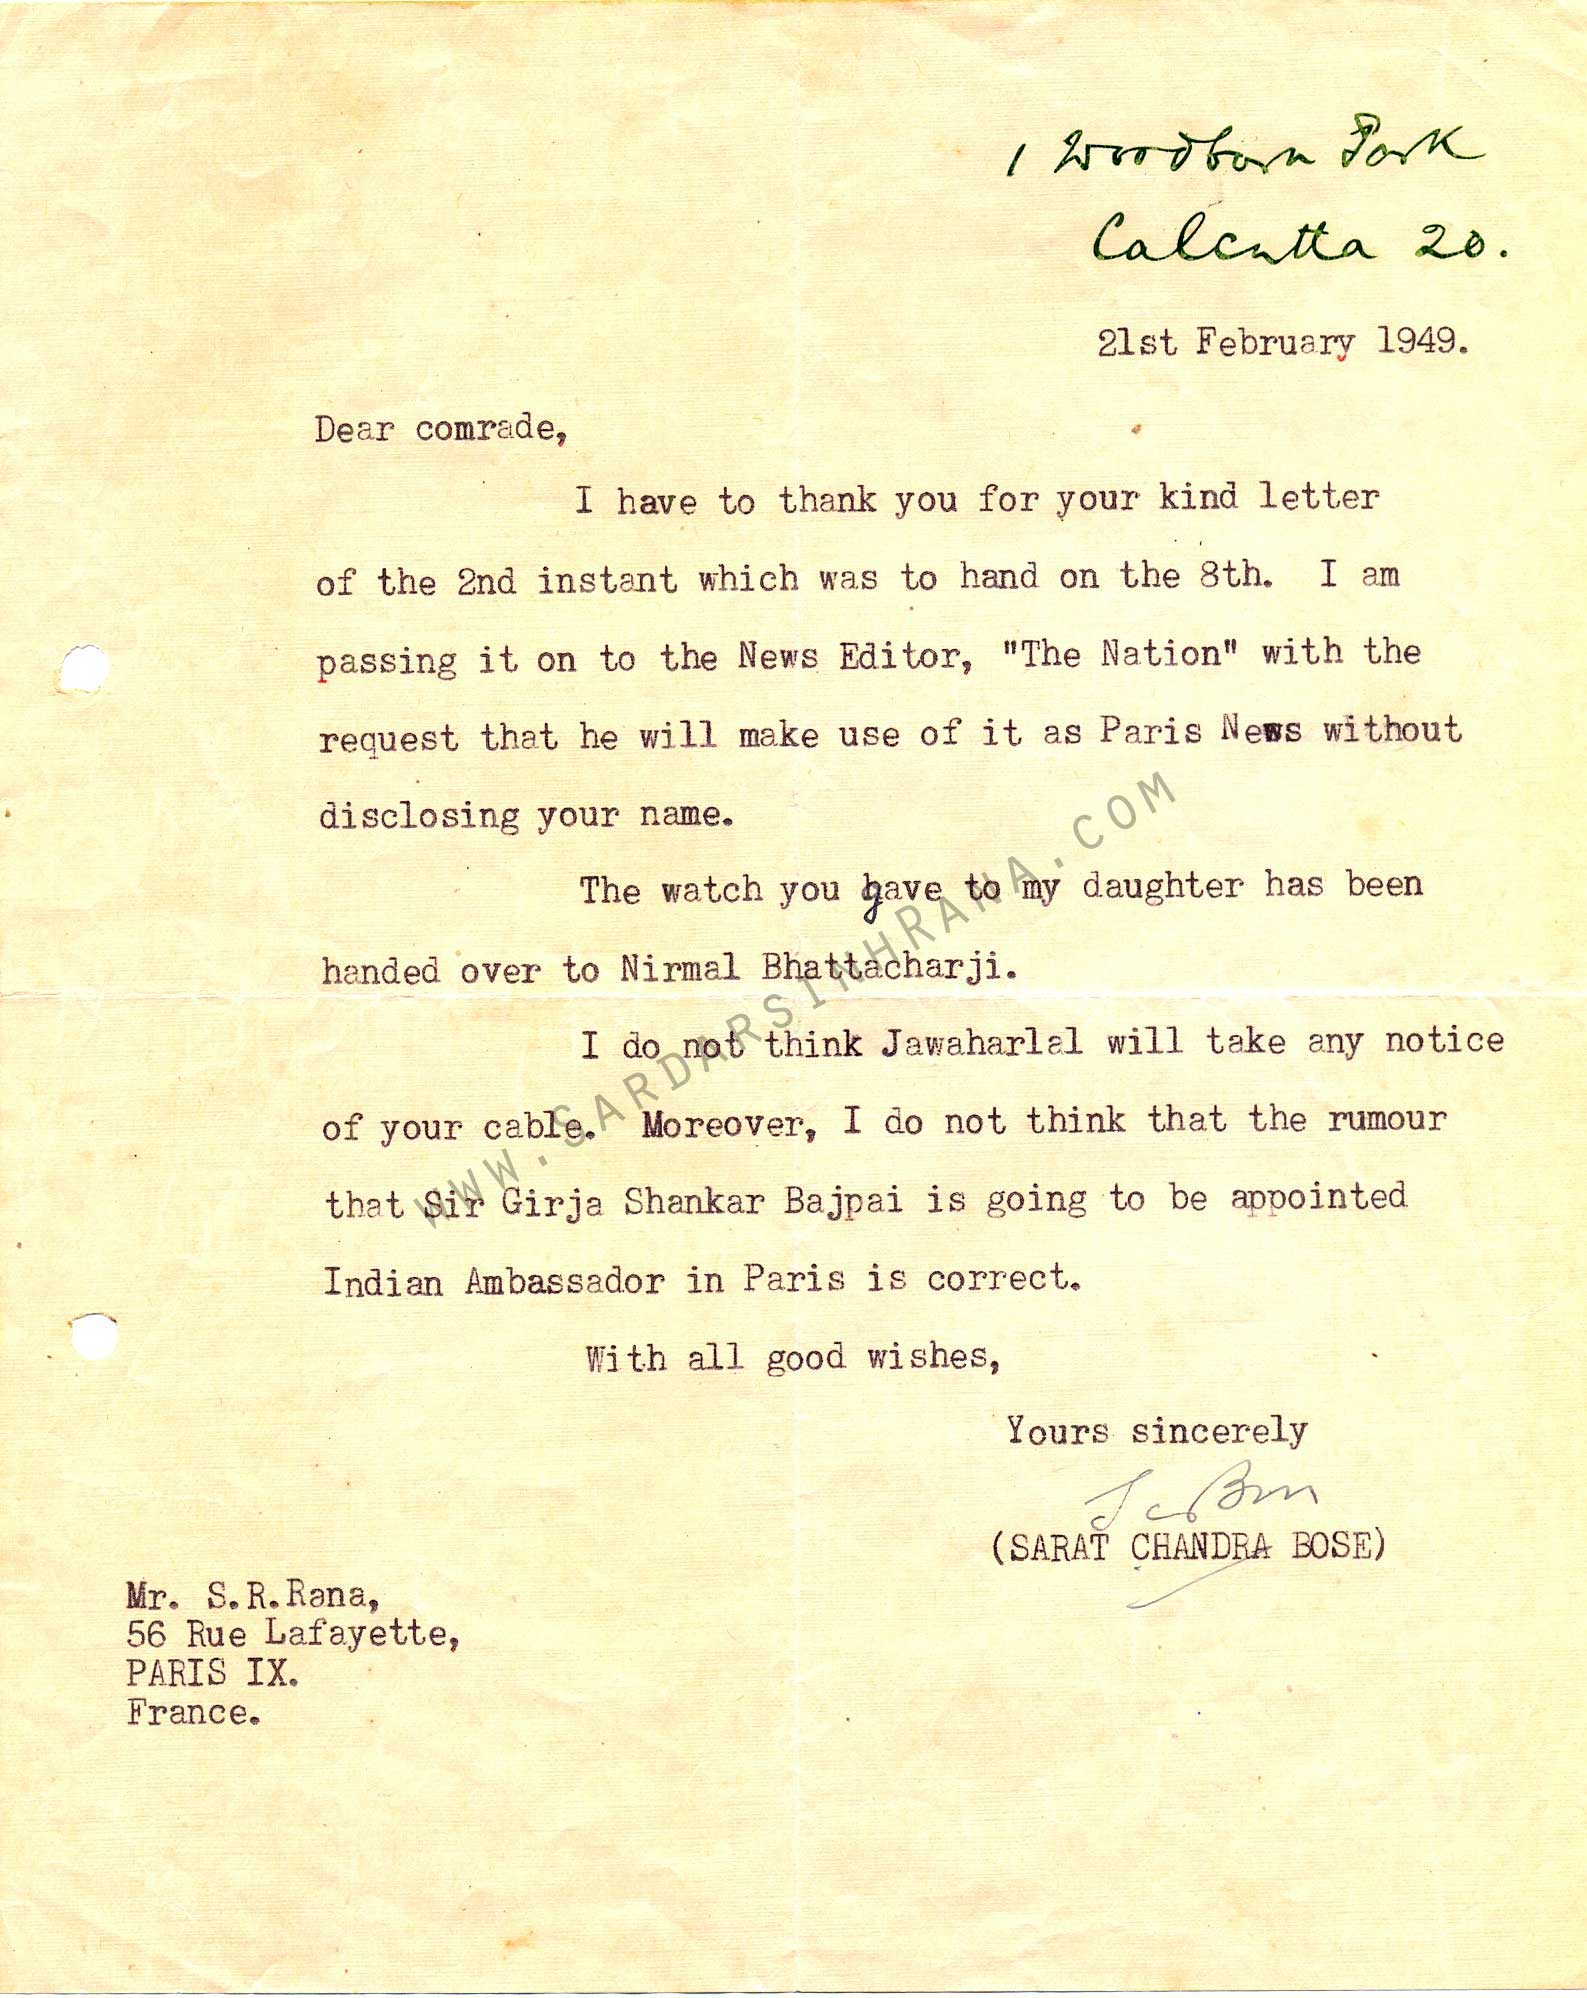 1 Woodburn Park
Calcutta 20.
21st February 1949.
Dear comrade,
I have to thank you for your kind letter
of the 2nd instant which was to hand on the 8th. I am
passing it on to the News Editor, "The Nation" with the
request that he will make use of it as Paris News without
disclosing your name.
The watch you gave to my daughter has been
handed over to Nirmal Bhattacharji.
I do not think Jawaharlal will take any notice
of your cable. Moreover, I do not think that the rumour
that Sir Girja Shankar Bajpai is going to be appointed
Indian Ambassador in Paris is correct.
With all good wishes,
Yours sincerely
S C Bose
(SARAT CHANDRA BOSE)
Mr. S.R.Rana,
56 Rue Lafayette,
PARIS IX.
France.
WWW.SARDARSINHRANA.COM